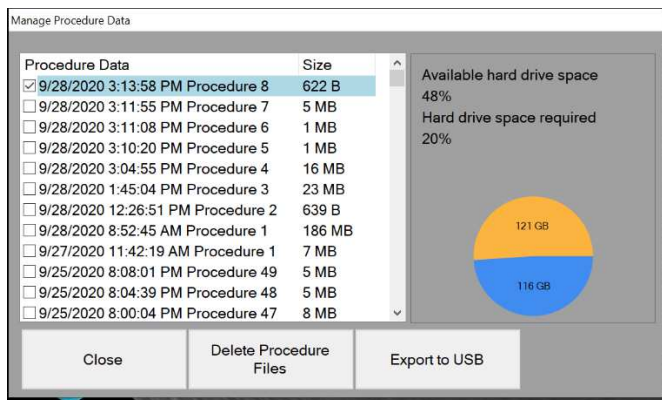 Manage Procedure Data
Procedure Data Size
9/28/2020 3:13:58 PM Procedure 8 622 B
9/28/2020 3:11:55 PM Procedure 7 5 MB
9/28/2020 3:11:08 PM Procedure 6 1 MB
9/28/2020 3:10:20 PM Procedure 5 1 MB
9/28/2020 3:04:55 PM Procedure 4 16 MB
9/28/2020 1:45:04 PM Procedure 3 23 MB
9/28/2020 12:26:51 PM Procedure 2 639 B
9/28/2020 8:52:45 AM Procedure 1 186 MB
9/27/2020 11:42:19 AM Procedure 1 7 MB
9/25/2020 8:08:01 PM Procedure 49 5 MB
9/25/2020 8:04:39 PM Procedure 48 5 MB
9/25/2020 8:00:04 PM Procedure 47 8 MB
Available hard drive space
48%
Hard drive space required
20%
121 GB
116 GB
Close
Delete Procedure
Files
Export to USB